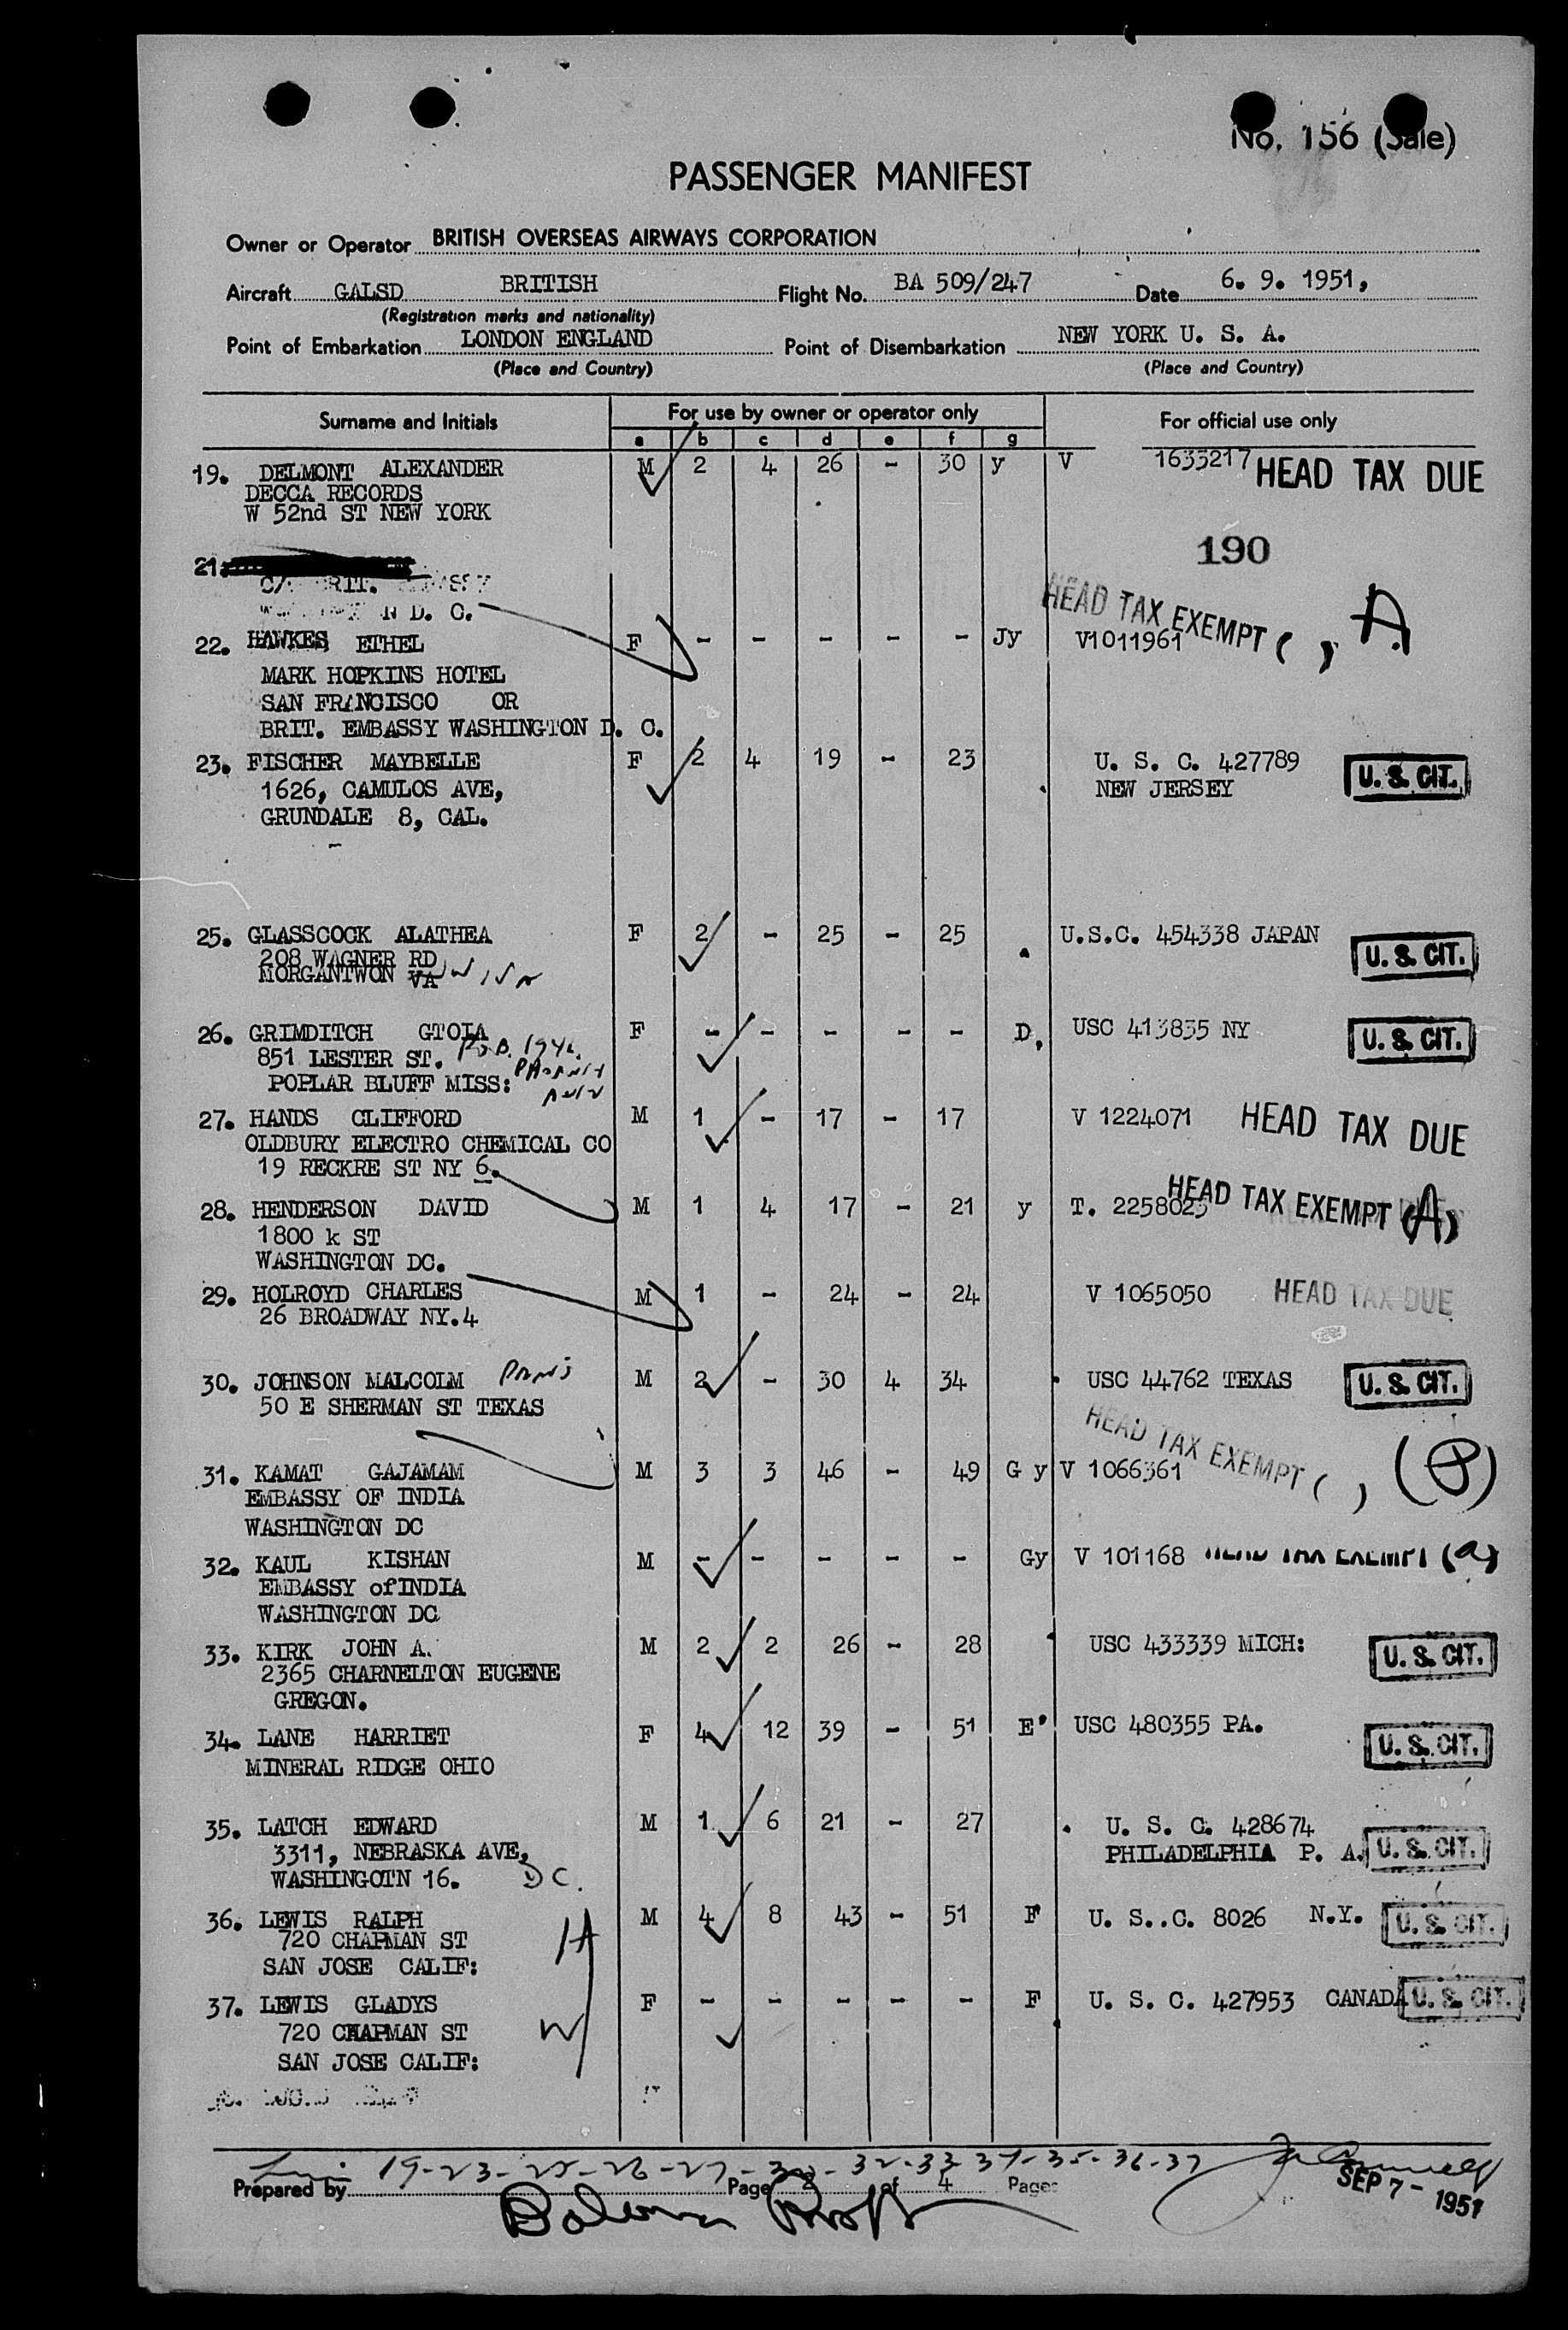 No. 156 (Sale)
PASSENGER MANIFEST
Owner or Operator BRITISH OVERSEAS AIRWAYS CORPORATION
Aircraft GALSD BRITISH Flight No. BA 509/247 Date 6. 9. 1951,
(Registration marks and nationality)
Point of Embarkation LONDON ENGLAND Point of Disembarkation NEW YORK U. S. A.
(Place and Country) (Place and Country)
Surname and Initials For use by owner or operator only For official use only
a b c d e f g
19. DELMONT ALEXANDER M 2 4 26 - 30 y V 1633217 HEAD TAX DUE
DECCA RECORDS
W 52nd ST NEW YORK
190
21.
C/ BRIT.
N D. C.
HEAD TAX EXEMPT ( ) A
22. HAWKES ETHEL F - - - - - Jy V1011961
MARK HOPKINS HOTEL
SAN FRANCISCO OR
BRIT. EMBASSY WASHINGTON D. C.
23. FISCHER MAYBELLE F 2 4 19 - 23 U. S. C. 427789 U. S. CIT.
1626, CAMULOS AVE, NEW JERSEY
GRUNDALE 8, CAL.
25. GLASSCOCK ALATHEA F 2 - 25 - 25 U.S.C. 454338 JAPAN U. S. CIT.
208 WAGNER RD
MORGANTWON VA
26. GRIMDITCH GTOIA F - - - - - D. USC 413835 NY U. S. CIT.
851 LESTER ST.
POPLAR BLUFF MISS:
27. HANDS CLIFFORD M 1 - 17 - 17 V 1224071 HEAD TAX DUE
OLDBURY ELECTRO CHEMICAL CO
19 RECKRE ST NY 6.
28. HENDERSON DAVID M 1 4 17 - 21 y T. 2258023 HEAD TAX EXEMPT (A)
1800 k ST
WASHINGTON DC.
29. HOLROYD CHARLES M 1 - 24 - 24 V 1065050 HEAD TAX DUE
26 BROADWAY NY.4
30. JOHNSON MALCOLM M 2 - 30 4 34 USC 44762 TEXAS U. S. CIT.
50 E SHERMAN ST TEXAS
HEAD TAX EXEMPT ( )
31. KAMAT GAJAMAM M 3 3 46 - 49 G y V 1066361
EMBASSY OF INDIA
WASHINGTON DC
32. KAUL KISHAN M - - - - - Gy V 101168 HEAD TAX EXEMPT (a)
EMBASSY ofINDIA
WASHINGTON DC
33. KIRK JOHN A. M 2 2 26 - 28 USC 433339 MICH: U. S. CIT.
2365 CHARNELTON EUGENE
GREGON.
34. LANE HARRIET F 4 12 39 - 51 E USC 480355 PA. U. S. CIT.
MINERAL RIDGE OHIO
35. LATCH EDWARD M 1 6 21 - 27 U. S. C. 428674
3311, NEBRASKA AVE, PHILADELPHIA P. A. U. S. CIT.
WASHINGOTN 16. DC.
36. LEWIS RALPH M 4 8 43 - 51 F U. S..C. 8026 N.Y. U. S. CIT.
720 CHAPMAN ST H
SAN JOSE CALIF:
37. LEWIS GLADYS F - - - - - F U. S. C. 427953 CANADA U. S. CIT.
720 CHAPMAN ST W
SAN JOSE CALIF:
19-23-25-26-27-30-32-33-34-35-36-37
Prepared by Page 2 of 4 Pages
SEP 7 - 1951